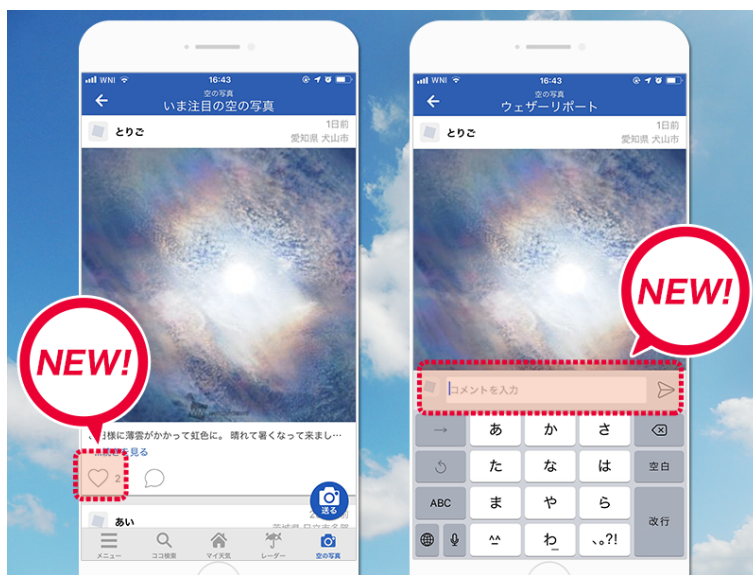 WNI
16:43
空の写真
いま注目の空の写真
とりご
1日前
愛知県 犬山市
NEW!
お日様に薄雲がかかって虹色に。 晴れて暑くなって来まし…
続きを見る
2
あい
送る
メニュー
ココ検索
マイ天気
レーダー
空の写真
WNI
16:43
空の写真
ウェザーリポート
とりご
1日前
愛知県 犬山市
NEW!
コメントを入力
→
あ
か
さ
た
な
は
空白
ABC
ま
や
ら
改行
^^
わ
、。?!